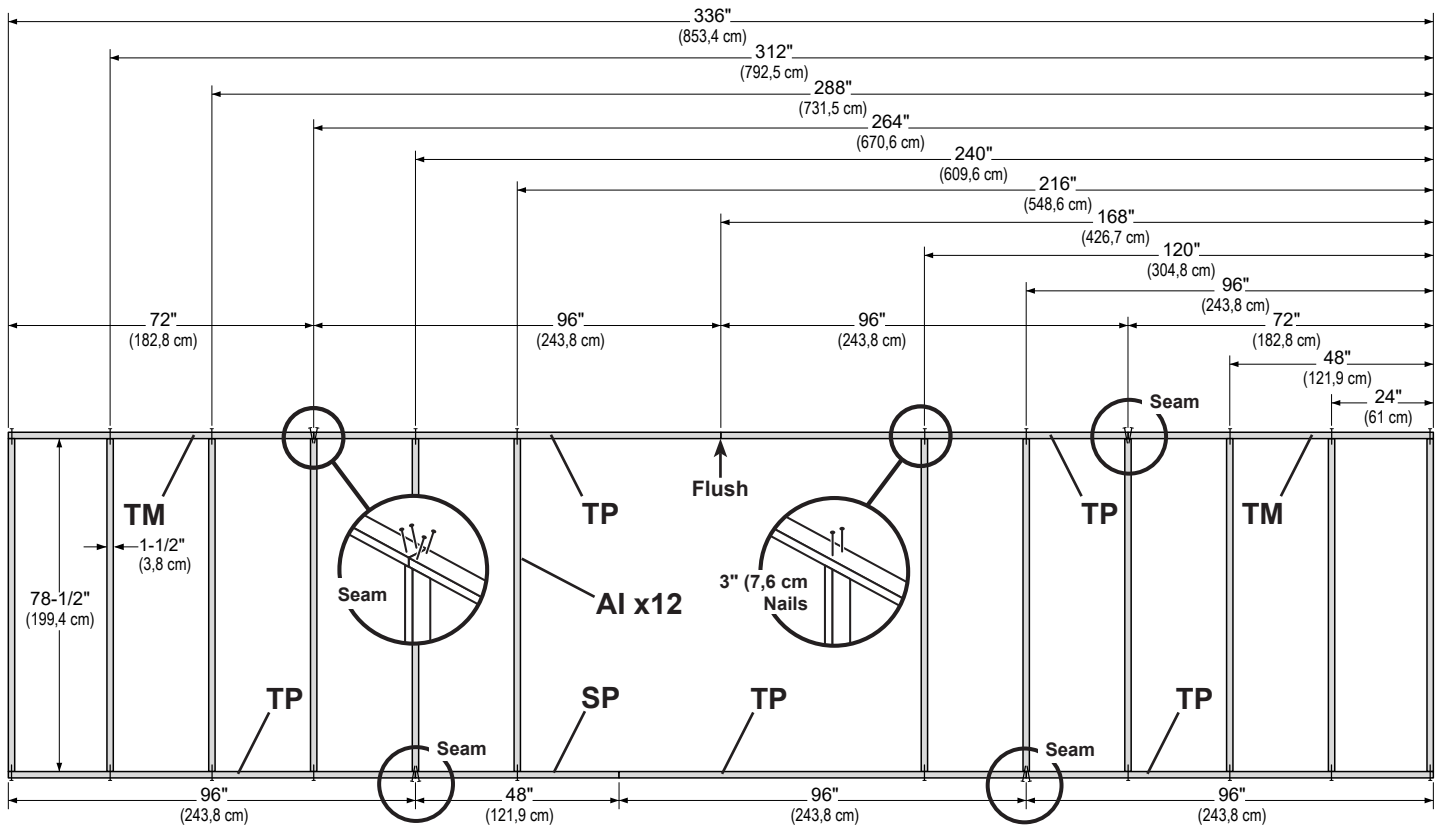 336"
(853,4 cm)
312"
(792,5 cm)
288"
(731,5 cm)
264"
(670,6 cm)
240"
(609,6 cm)
216"
(548,6 cm)
168"
(426,7 cm)
120"
(304,8 cm)
96"
(243,8 cm)
72"
(182,8 cm)
96"
(243,8 cm)
96"
(243,8 cm)
72"
(182,8 cm)
48"
(121,9 cm)
24"
(61 cm)
Seam
Flush
TM
TP
TP
TM
1-1/2"
(3,8 cm)
78-1/2"
(199,4 cm)
Seam
AI x12
3" (7,6 cm
Nails
TP
SP
TP
TP
Seam
Seam
96"
(243,8 cm)
48"
(121,9 cm)
96"
(243,8 cm)
96"
(243,8 cm)